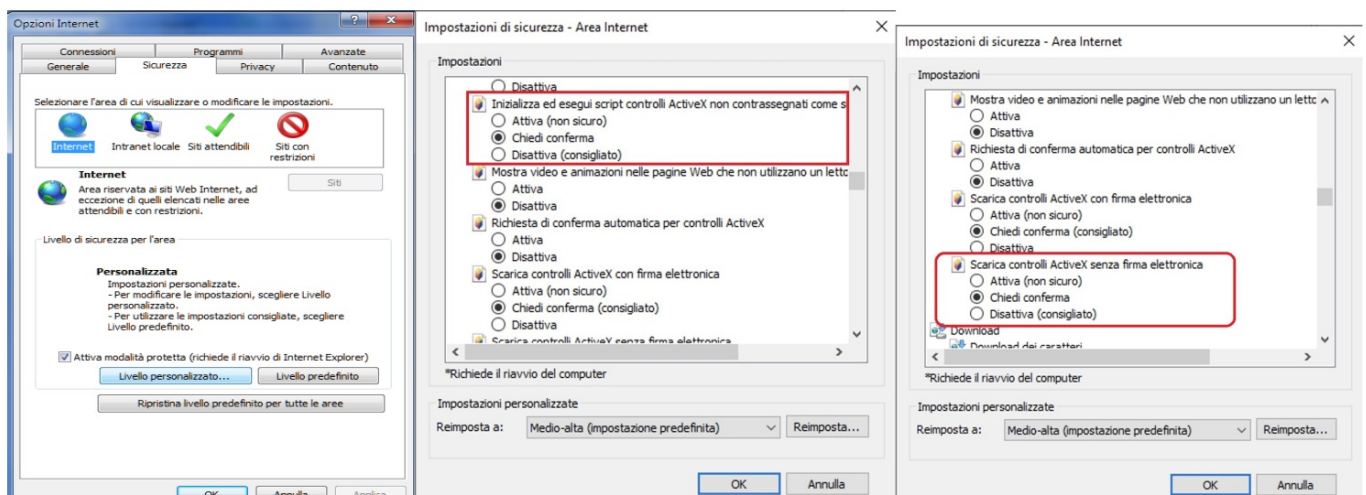 Opzioni Internet
Connessioni Programmi Avanzate
Generale Sicurezza Privacy Contenuto
Selezionare l'area di cui visualizzare o modificare le impostazioni.
Internet Intranet locale Siti attendibili Siti con
restrizioni
Internet
Area riservata ai siti Web Internet, ad
eccezione di quelli elencati nelle aree
attendibili e con restrizioni.
Siti
Livello di sicurezza per l'area
Personalizzata
Impostazioni personalizzate.
- Per modificare le impostazioni, scegliere Livello
personalizzato.
- Per utilizzare le impostazioni consigliate, scegliere
Livello predefinito.
Attiva modalità protetta (richiede il riavvio di Internet Explorer)
Livello personalizzato... Livello predefinito
Ripristina livello predefinito per tutte le aree
OK Annulla Applica
Impostazioni di sicurezza - Area Internet
Impostazioni
Disattiva
Inizializza ed esegui script controlli ActiveX non contrassegnati come s
Attiva (non sicuro)
Chiedi conferma
Disattiva (consigliato)
Mostra video e animazioni nelle pagine Web che non utilizzano un lettc
Attiva
Disattiva
Richiesta di conferma automatica per controlli ActiveX
Attiva
Disattiva
Scarica controlli ActiveX con firma elettronica
Attiva (non sicuro)
Chiedi conferma (consigliato)
Disattiva
Scarica controlli ActiveX senza firma elettronica
*Richiede il riavvio del computer
Impostazioni personalizzate
Reimposta a: Medio-alta (impostazione predefinita) Reimposta...
OK Annulla
Impostazioni di sicurezza - Area Internet
Impostazioni
Mostra video e animazioni nelle pagine Web che non utilizzano un lettc
Attiva
Disattiva
Richiesta di conferma automatica per controlli ActiveX
Attiva
Disattiva
Scarica controlli ActiveX con firma elettronica
Attiva (non sicuro)
Chiedi conferma (consigliato)
Disattiva
Scarica controlli ActiveX senza firma elettronica
Attiva (non sicuro)
Chiedi conferma
Disattiva (consigliato)
Download
Download dei caratteri
*Richiede il riavvio del computer
Impostazioni personalizzate
Reimposta a: Medio-alta (impostazione predefinita) Reimposta...
OK Annulla